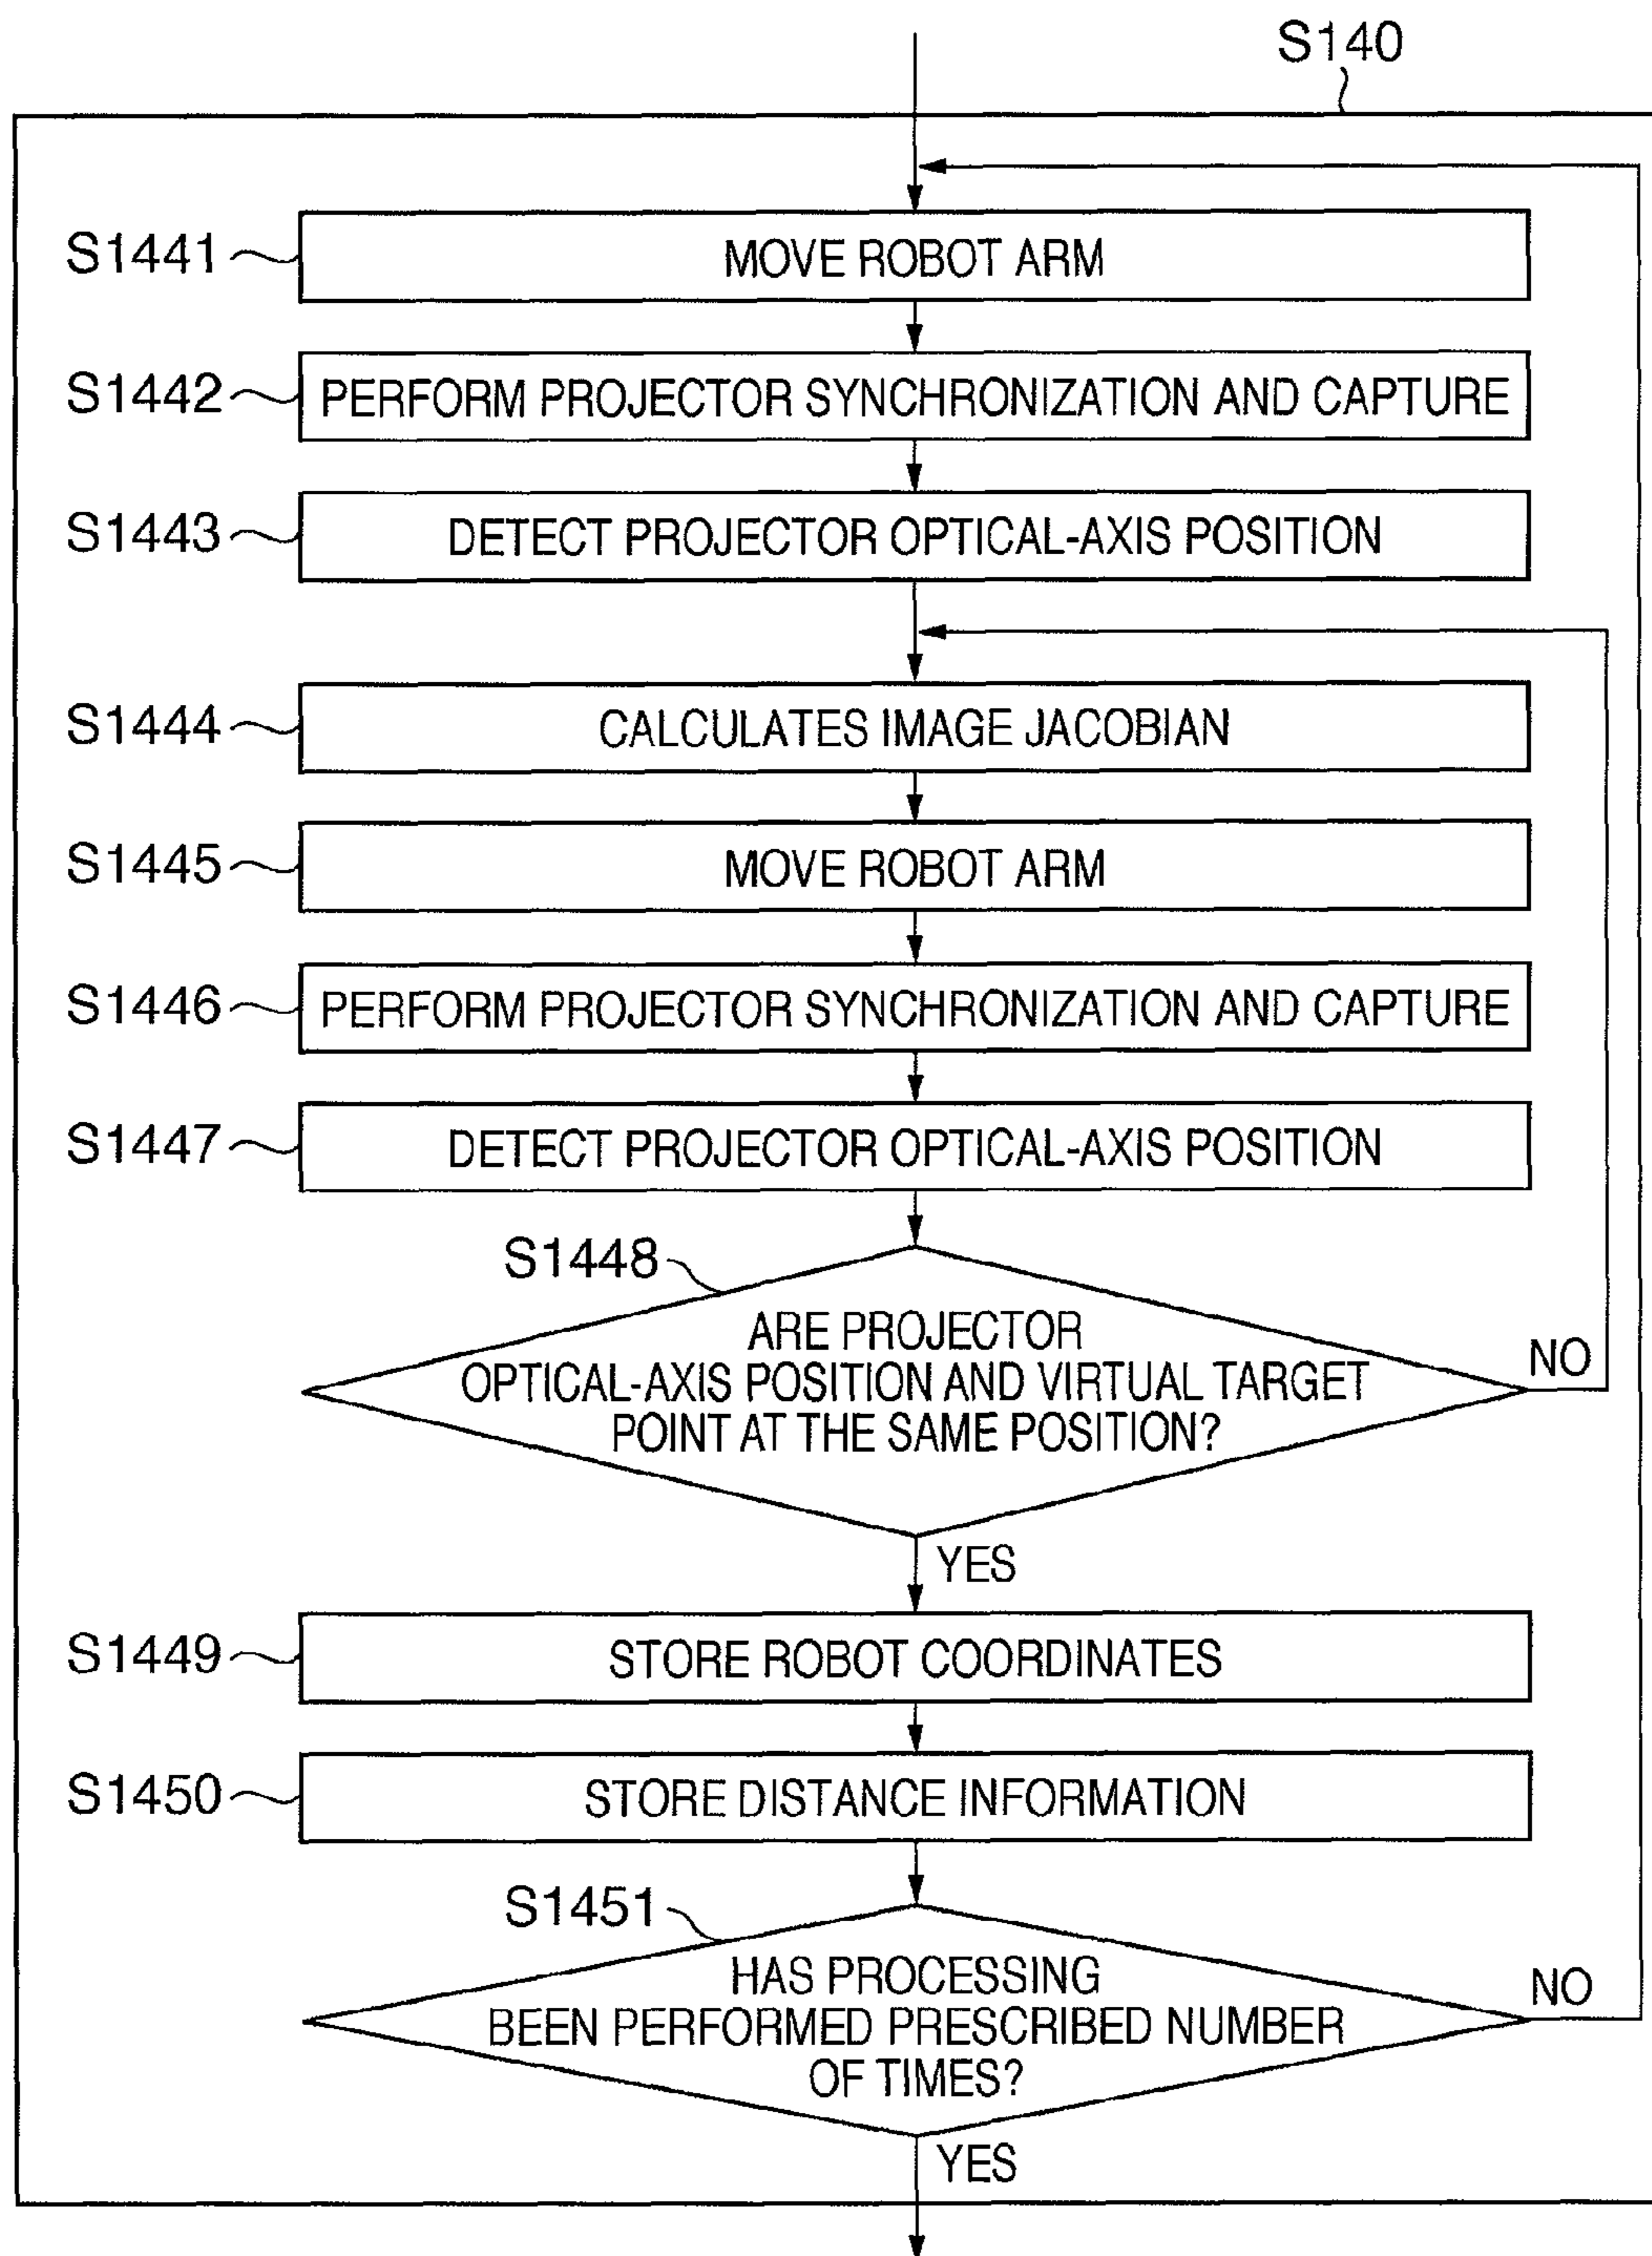 S140
S1441
MOVE ROBOT ARM
S1442
PERFORM PROJECTOR SYNCHRONIZATION AND CAPTURE
S1443
DETECT PROJECTOR OPTICAL-AXIS POSITION
S1444
CALCULATES IMAGE JACOBIAN
S1445
MOVE ROBOT ARM
S1446
PERFORM PROJECTOR SYNCHRONIZATION AND CAPTURE
S1447
DETECT PROJECTOR OPTICAL-AXIS POSITION
S1448
ARE PROJECTOR
OPTICAL-AXIS POSITION AND VIRTUAL TARGET
POINT AT THE SAME POSITION?
NO
YES
S1449
STORE ROBOT COORDINATES
S1450
STORE DISTANCE INFORMATION
S1451
HAS PROCESSING
BEEN PERFORMED PRESCRIBED NUMBER
OF TIMES?
NO
YES